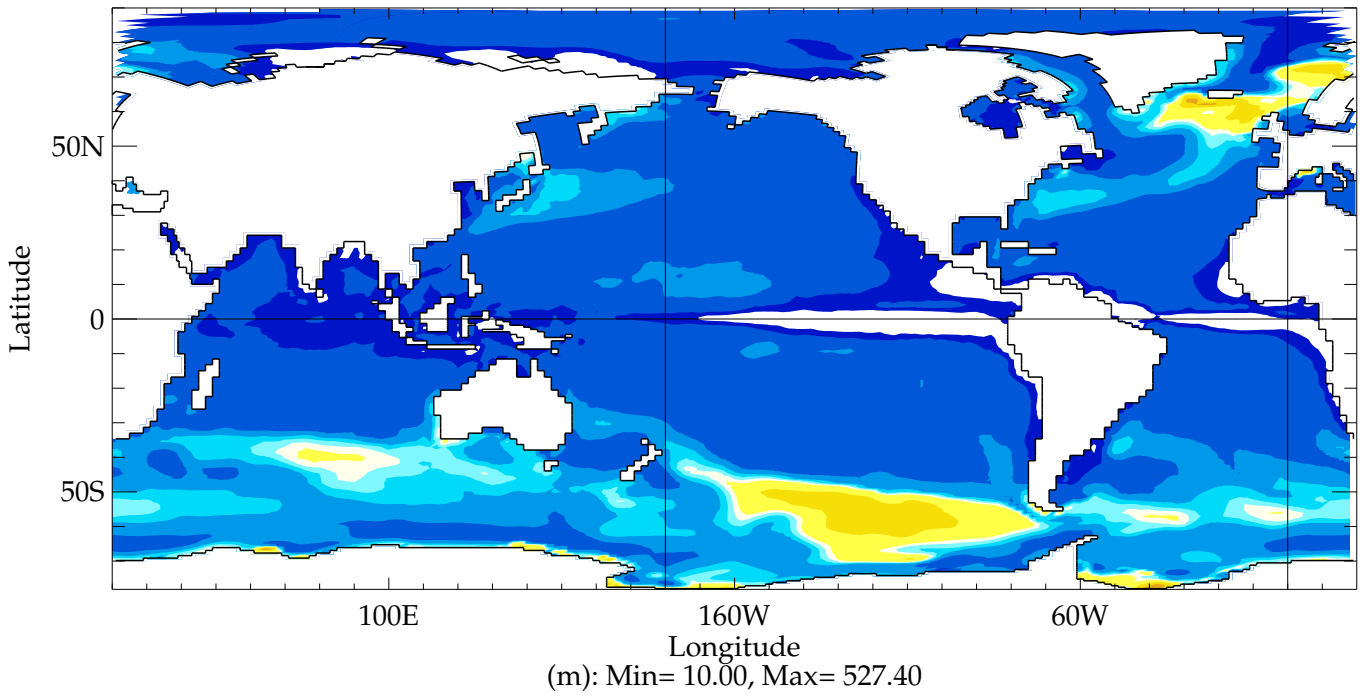 50N
0
50S
Latitude
100E
160W
60W
Longitude
(m): Min= 10.00, Max= 527.40